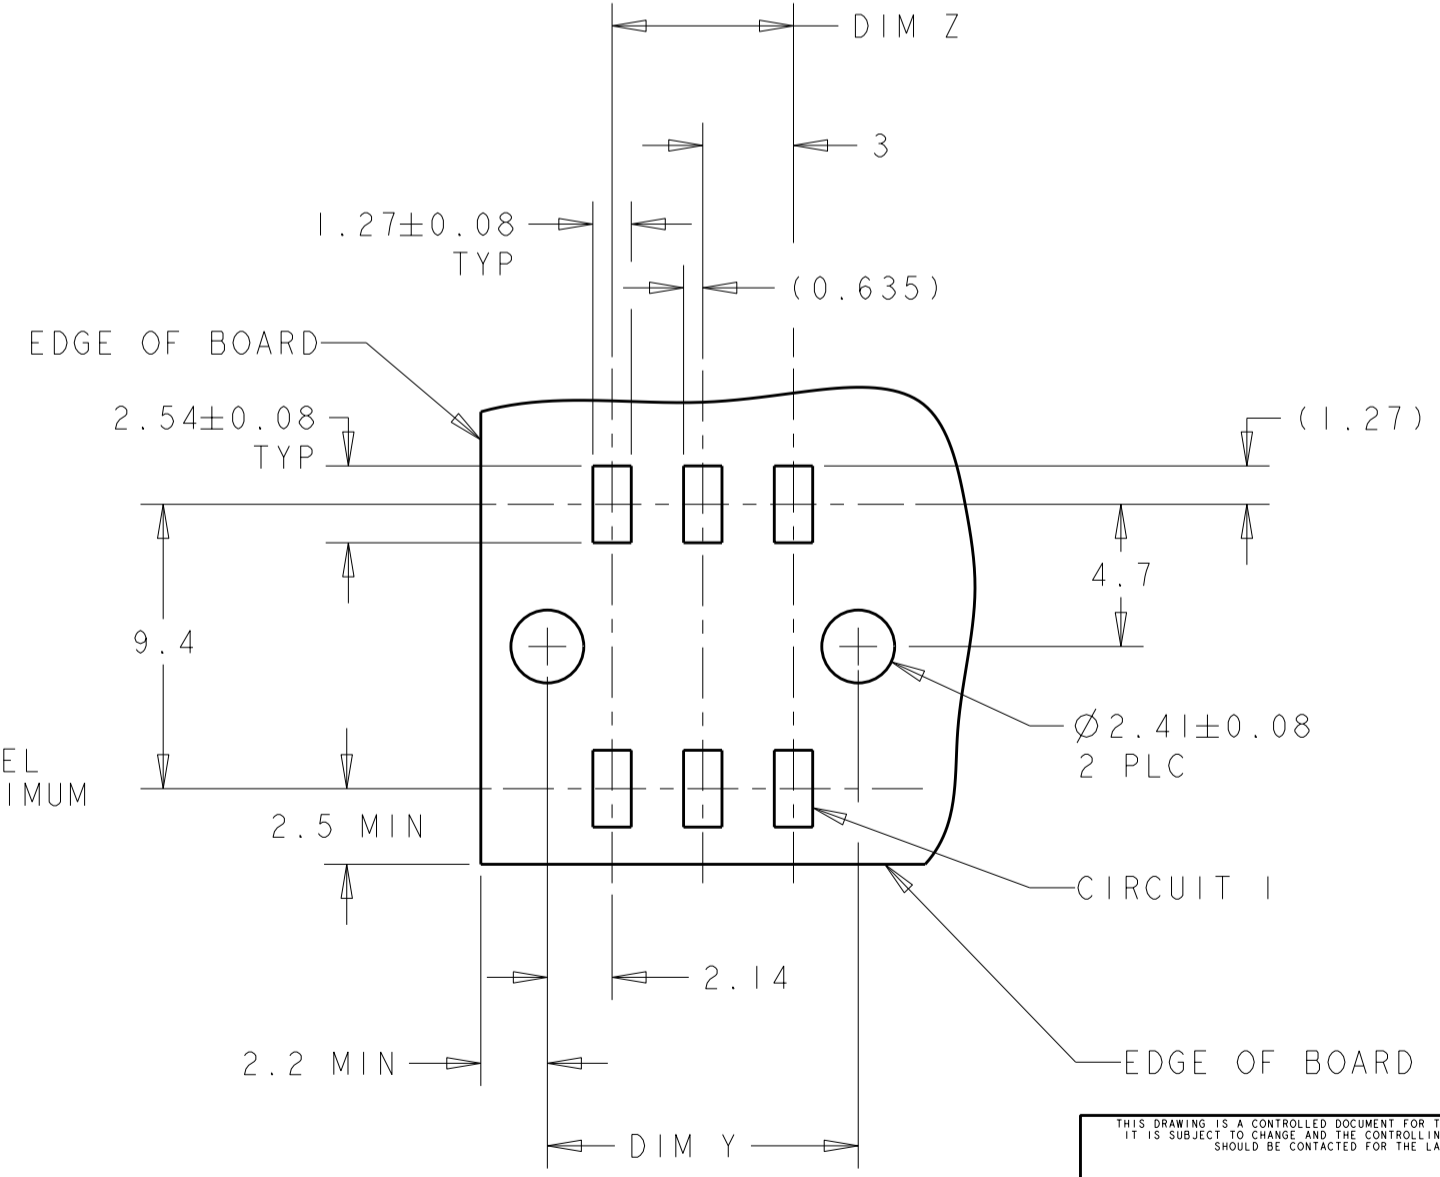 DIM Z
3
1.27±0.08
TYP
(0.635)
EDGE OF BOARD
2.54±0.08
TYP
(1.27)
4.7
9.4
Ø2.41±0.08
2 PLC
EL
IMUM
2.5 MIN
CIRCUIT 1
2.14
2.2 MIN
EDGE OF BOARD
DIM Y
THIS DRAWING IS A CONTROLLED DOCUMENT FOR T
IT IS SUBJECT TO CHANGE AND THE CONTROLLIN
SHOULD BE CONTACTED FOR THE LA